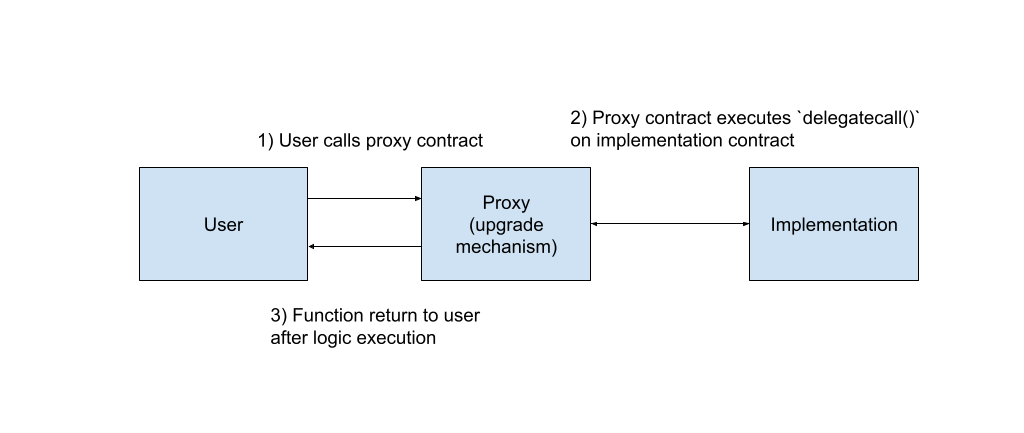 2) Proxy contract executes `delegatecall()`
on implementation contract
1) User calls proxy contract
User
Proxy
(upgrade
mechanism)
Implementation
3) Function return to user
after logic execution